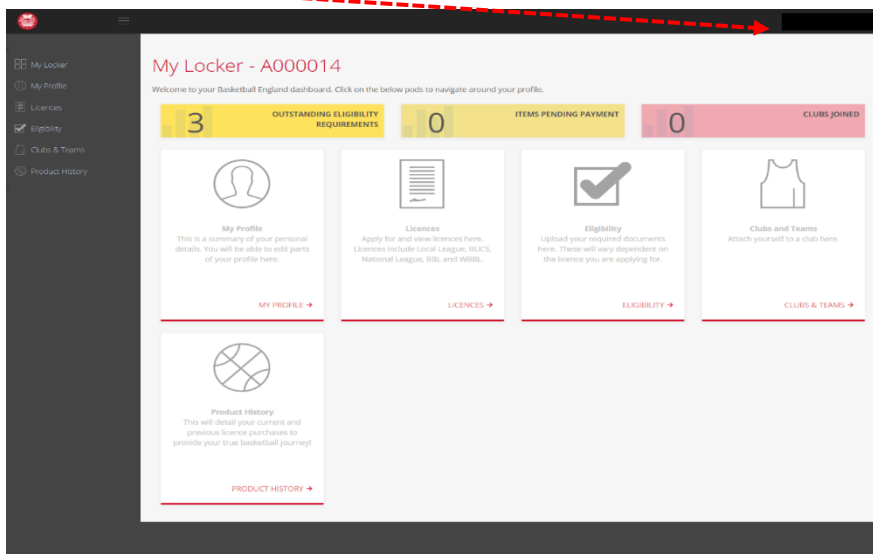 My Locker
My Profile
Licences
Eligibility
Clubs & Teams
Product History
My Locker - A000014
Welcome to your Basketball England dashboard. Click on the below pods to navigate around your profile.
3
OUTSTANDING ELIGIBILITY
REQUIREMENTS
0
ITEMS PENDING PAYMENT
0
CLUBS JOINED
My Profile
This is a summary of your personal
details. You will be able to edit parts
of your profile here.
MY PROFILE →
Licences
Apply for and view licences here.
Licences include Local League, BUCS,
National League, BBL and WBBL.
LICENCES →
Eligibility
Upload your required documents
here. These will vary dependent on
the licence you are applying for.
ELIGIBILITY →
Clubs and Teams
Attach yourself to a club here.
CLUBS & TEAMS →
Product History
This will detail your current and
previous licence purchases to
provide your true basketball journey!
PRODUCT HISTORY →